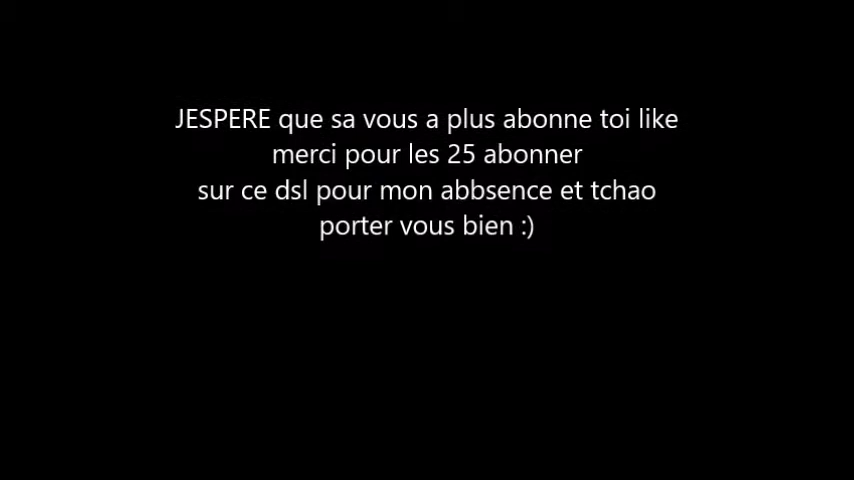 JESPERE que sa vous a plus abonne toi like
merci pour les 25 abonner
sur ce dsl pour mon abbsence et tchao
porter vous bien :)